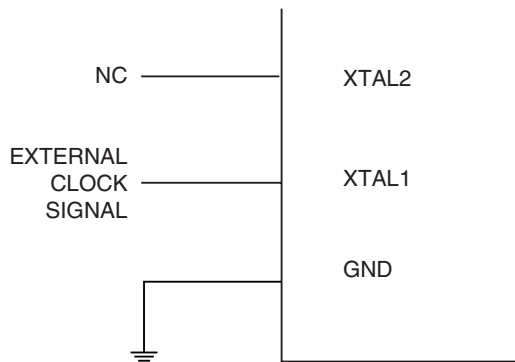 NC
XTAL2
EXTERNAL
CLOCK
SIGNAL
XTAL1
GND